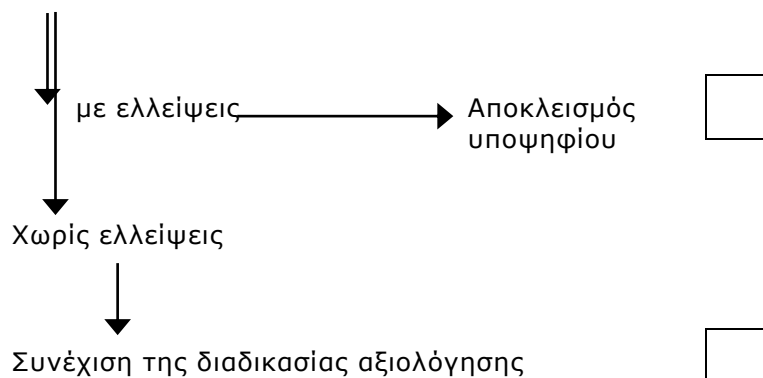 με ελλείψεις
Αποκλεισμός
υποψηφίου
Χωρίς ελλείψεις
Συνέχιση της διαδικασίας αξιολόγησης